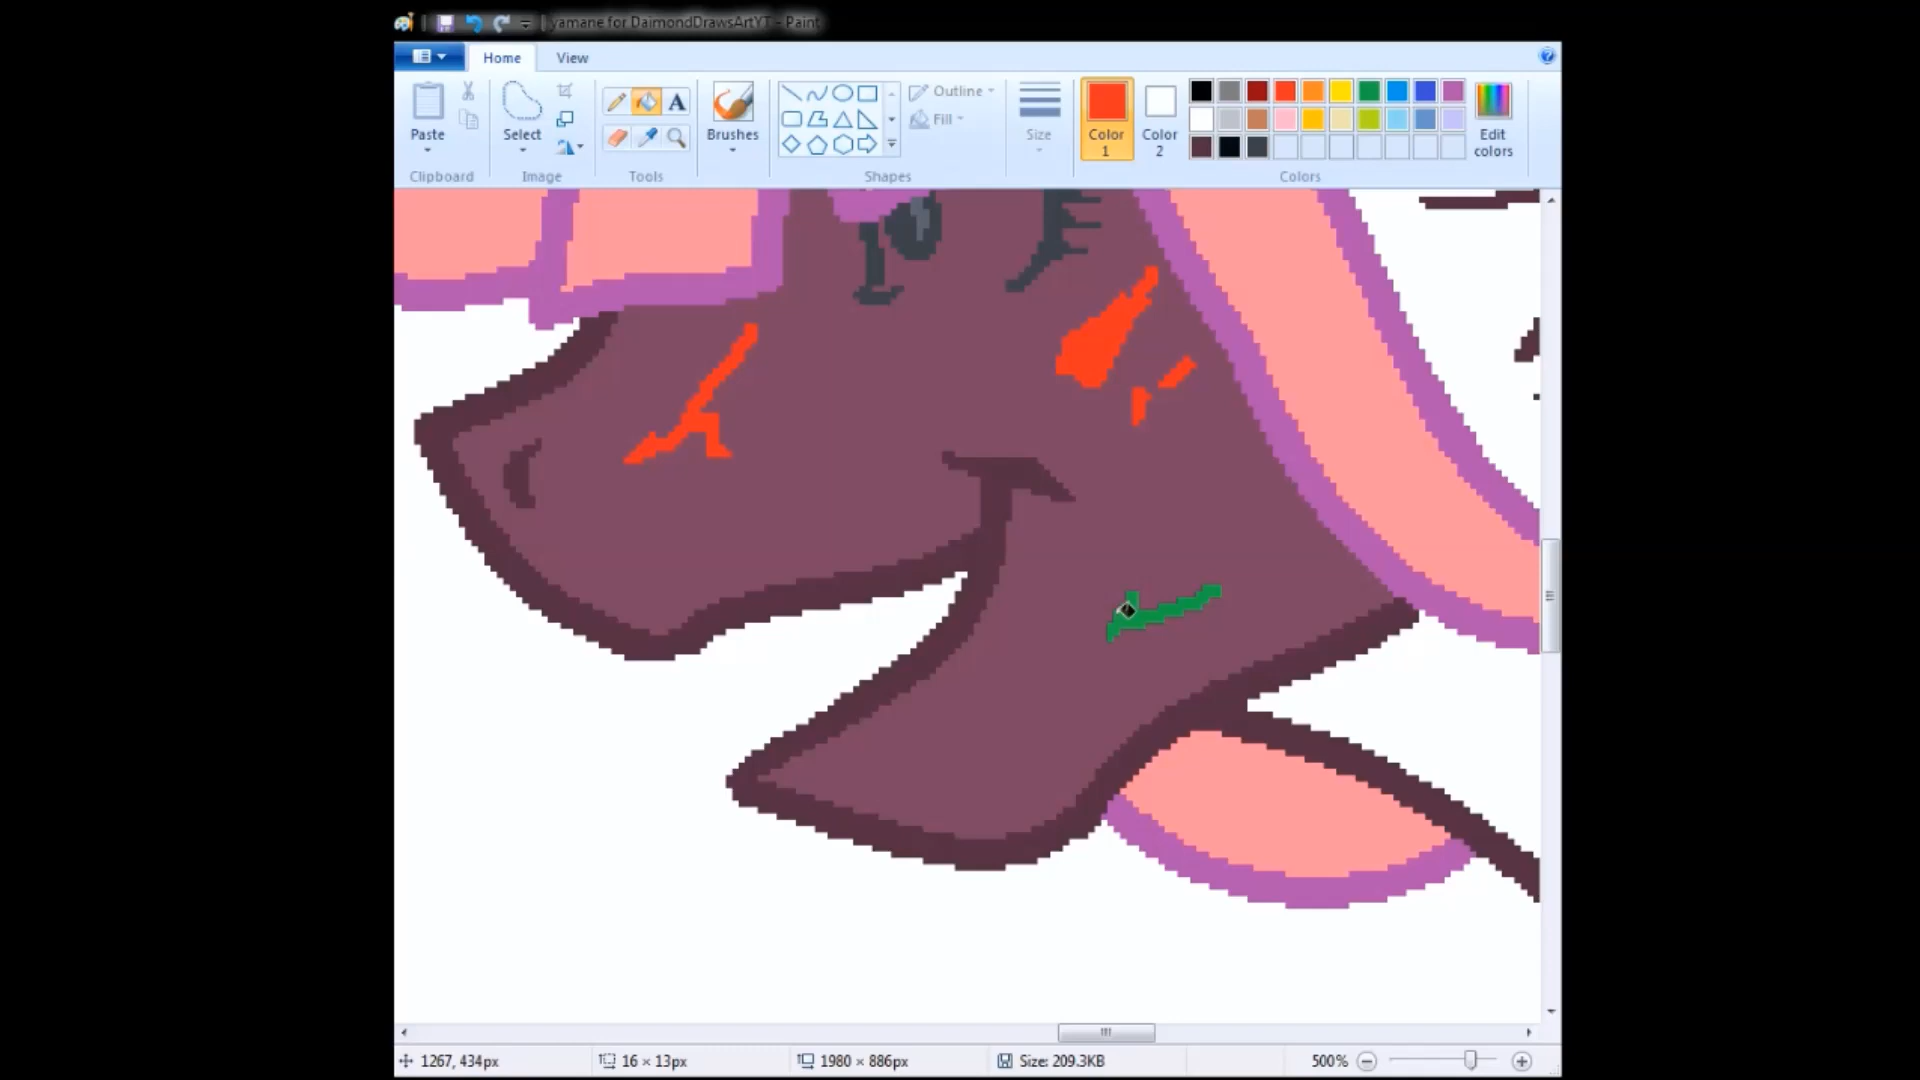 yamane for DaimondDrawsArtYT - Paint
Home View
Paste
Select
A
Brushes
Outline
Fill
Size
Color 1
Color 2
Edit colors
Clipboard Image Tools Shapes Colors
1267, 434px 16 × 13px 1980 × 886px Size: 209.3KB 500%